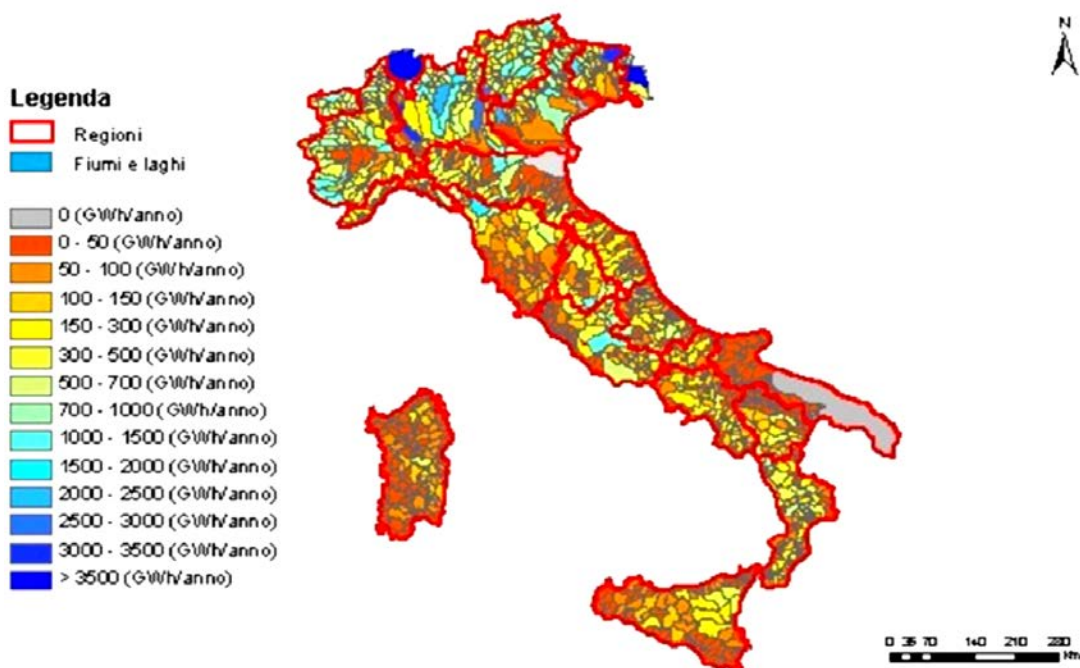 N
Legenda
Regioni
Fiumi e laghi
0 (GWh/anno)
0 - 50 (GWh/anno)
50 - 100 (GWh/anno)
100 - 150 (GWh/anno)
150 - 300 (GWh/anno)
300 - 500 (GWh/anno)
500 - 700 (GWh/anno)
700 - 1000 (GWh/anno)
1000 - 1500 (GWh/anno)
1500 - 2000 (GWh/anno)
2000 - 2500 (GWh/anno)
2500 - 3000 (GWh/anno)
3000 - 3500 (GWh/anno)
> 3500 (GWh/anno)
0 35 70 140 210 280
Km